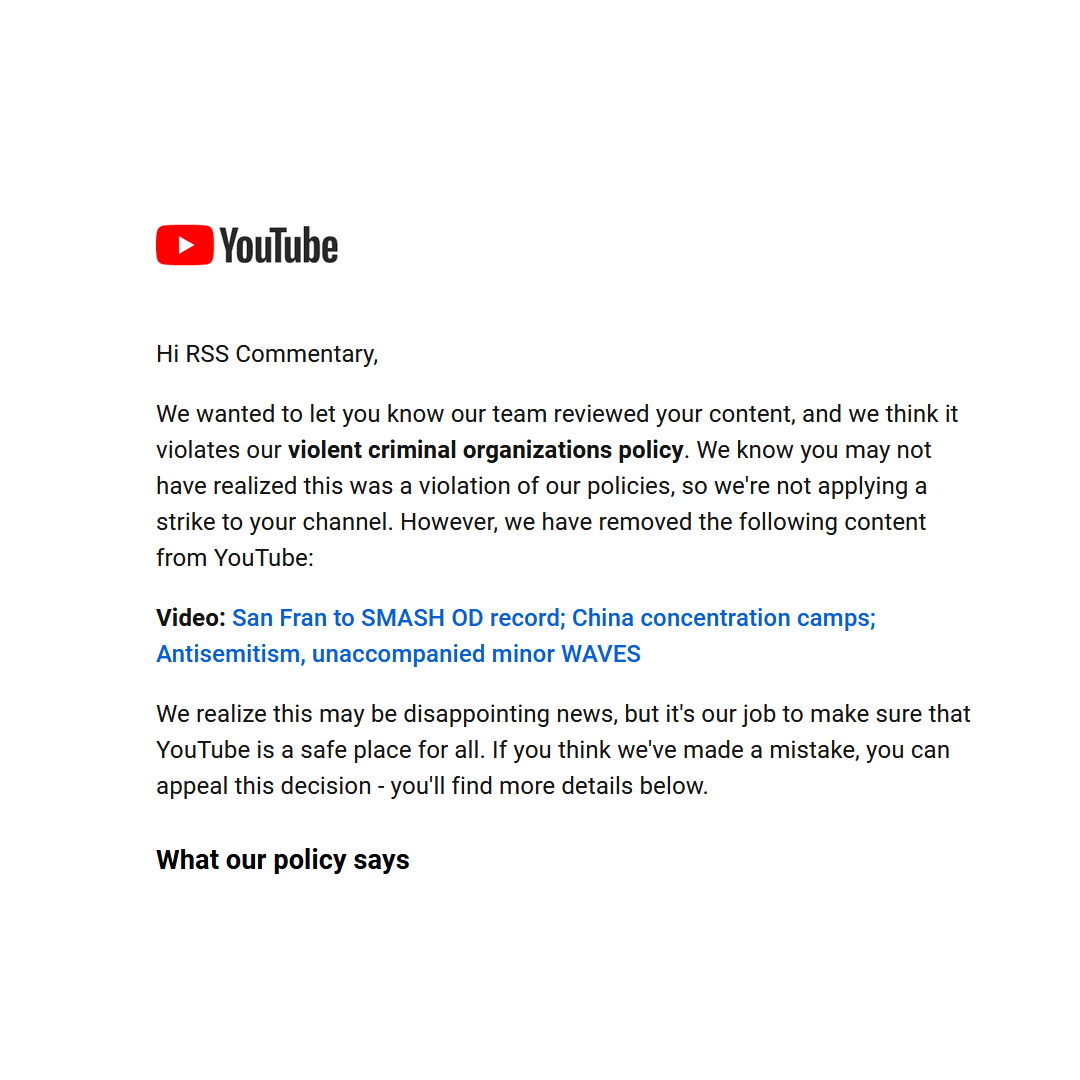 YouTube
Hi RSS Commentary,
We wanted to let you know our team reviewed your content, and we think it
violates our violent criminal organizations policy. We know you may not
have realized this was a violation of our policies, so we're not applying a
strike to your channel. However, we have removed the following content
from YouTube:
Video: San Fran to SMASH OD record; China concentration camps;
Antisemitism, unaccompanied minor WAVES
We realize this may be disappointing news, but it's our job to make sure that
YouTube is a safe place for all. If you think we've made a mistake, you can
appeal this decision - you'll find more details below.
What our policy says